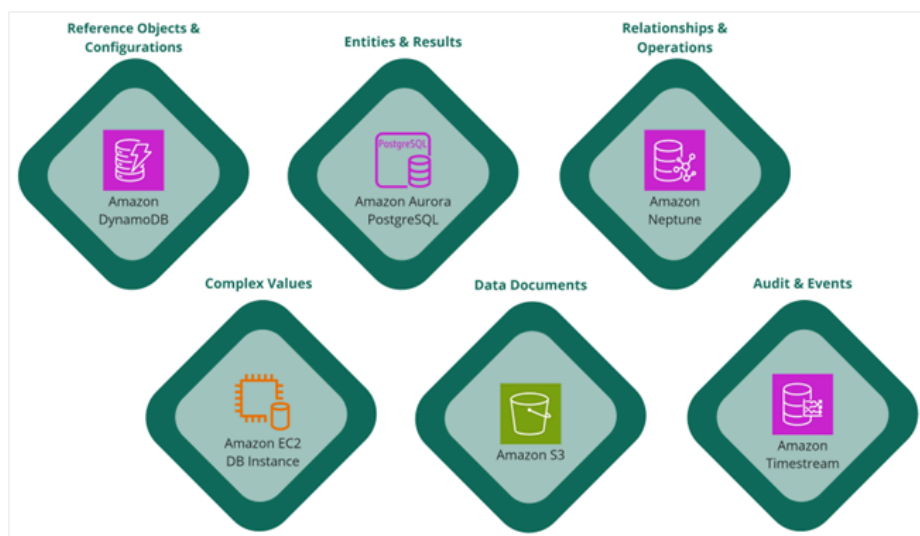 Reference Objects &
Configurations
Entities & Results
Relationships &
Operations
Amazon
DynamoDB
PostgreSQL
Amazon Aurora
PostgreSQL
Amazon
Neptune
Complex Values
Data Documents
Audit & Events
Amazon EC2
DB Instance
Amazon S3
Amazon
Timestream